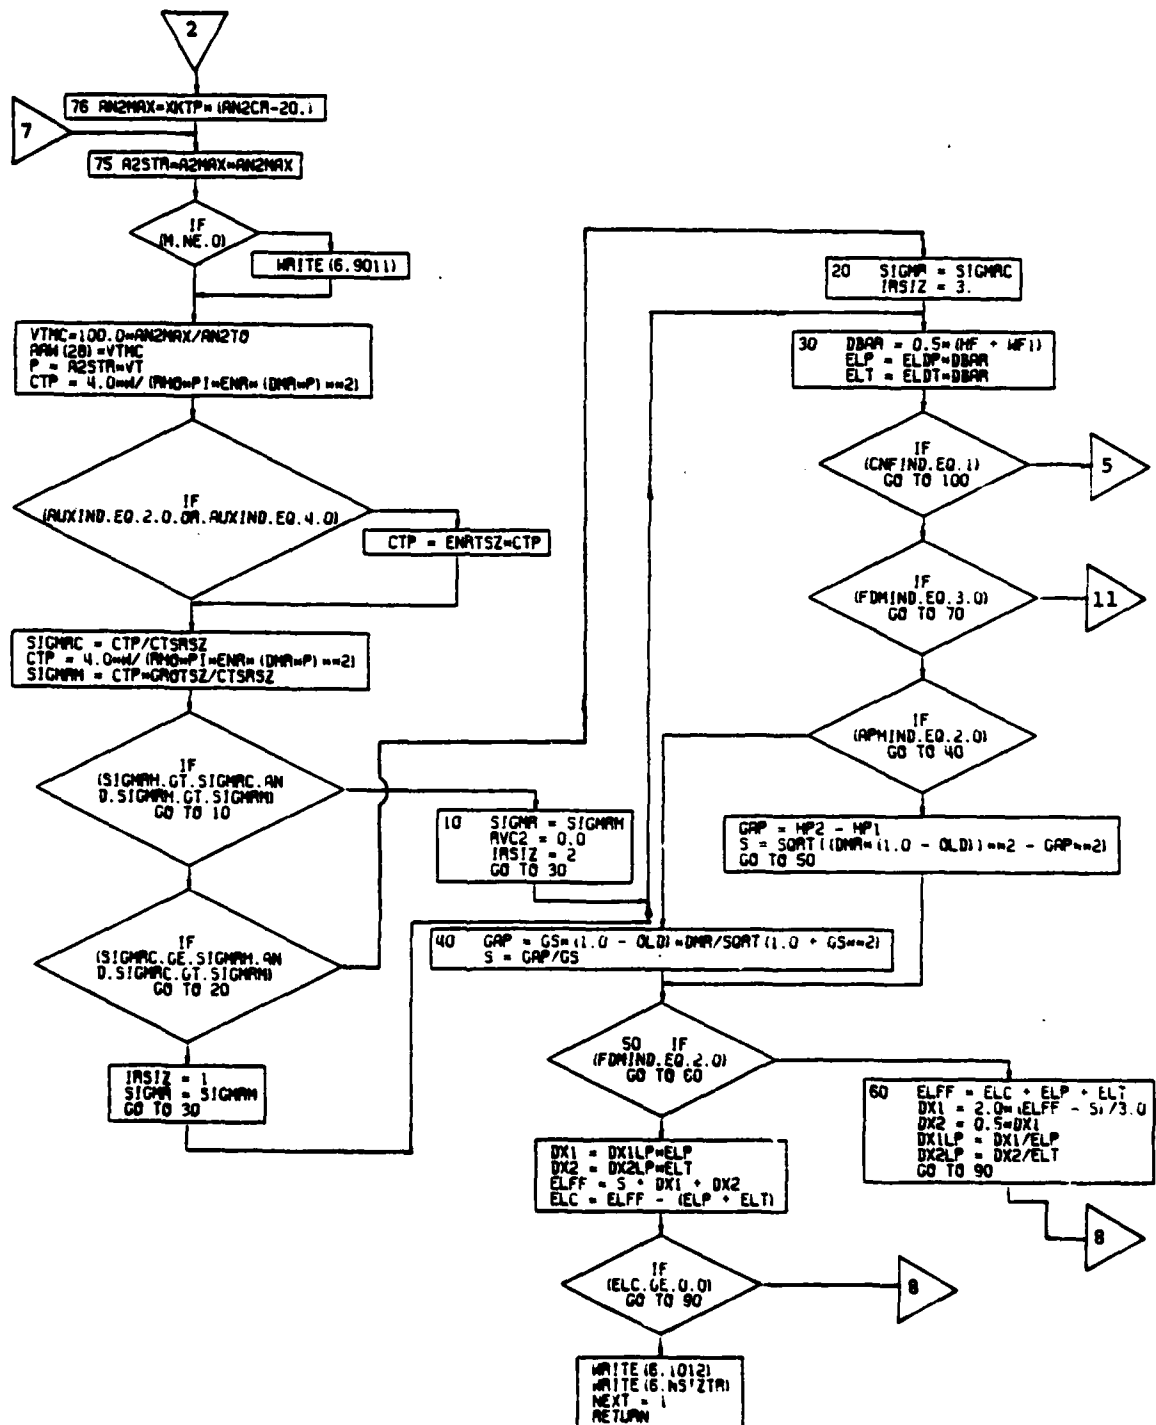 2
76 AN2MAX=XKTP*(AN2CR-20.)
7
75 A2STR=A2MAX*AN2MAX
IF
(M.NE.0)
WRITE(6,9011)
VTMC=100.0*AN2MAX/AN2TO
ARW(28)=VTMC
P = A2STR*VT
CTP = 4.0*W/(RHO*PI*ENR*(DMR*P)**2)
IF
(AUXIND.EQ.2.0.OR.AUXIND.EQ.4.0)
CTP = ENRTSZ*CTP
SIGMRC = CTP/CTSRSZ
CTP = 4.0*W/(RHO*PI*ENR*(DMR*P)**2)
SIGMRH = CTP*GROTSZ/CTSRSZ
IF
(SIGMRH.GT.SIGMRC.AN
D.SIGMRH.GT.SIGMRM)
GO TO 10
10 SIGMR = SIGMRH
RVC2 = 0.0
IRSIZ = 2
GO TO 30
IF
(SIGMRC.GE.SIGMRH.AN
D.SIGMRC.GT.SIGMRM)
GO TO 20
IRSIZ = 1
SIGMR = SIGMRM
GO TO 30
20 SIGMR = SIGMRC
IRSIZ = 3.
30 DBAR = 0.5*(HF + WF1)
ELP = ELDP*DBAR
ELT = ELDT*DBAR
IF
(CNFIND.EQ.1)
GO TO 100
5
IF
(FDMIND.EQ.3.0)
GO TO 70
11
IF
(APMIND.EQ.2.0)
GO TO 40
GAP = HP2 - HP1
S = SQRT((DMR*(1.0 - OLD))**2 - GAP**2)
GO TO 50
40 GAP = GS*(1.0 - OLD)*DMR/SQRT(1.0 + GS**2)
S = GAP/GS
50 IF
(FDMIND.EQ.2.0)
GO TO 60
60 ELFF = ELC + ELP + ELT
DX1 = 2.0*(ELFF - S)/3.0
DX2 = 0.5*DX1
DX1LP = DX1/ELP
DX2LP = DX2/ELT
GO TO 90
8
DX1 = DX1LP*ELP
DX2 = DX2LP*ELT
ELFF = S + DX1 + DX2
ELC = ELFF - (ELP + ELT)
IF
(ELC.GE.0.0)
GO TO 90
8
WRITE(6,1012)
NEXT = 1
RETURN